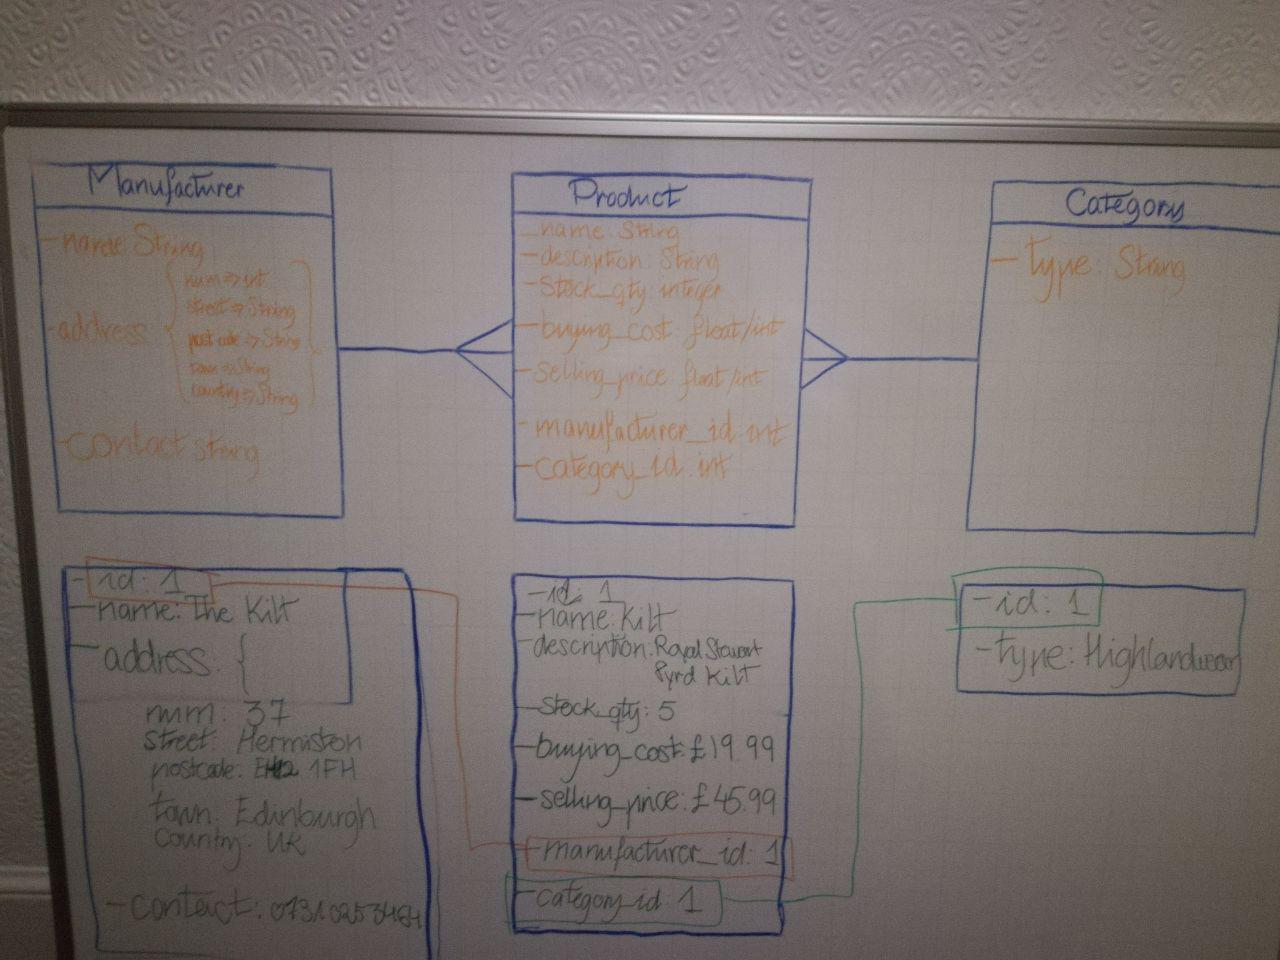 Manufacturer
- name: String
- address {
num => int
street => String
post code => String
town => String
country => String
}
- contact string
Product
- name: String
- description: String
- Stock_qty: integer
- buying_cost: float/int
- selling_price: float/int
- manufacturer_id: int
- category_id: int
Category
- type: String
- id: 1
- name: The Kilt
- address: {
num: 37
street: Hermiston
postcode: EH12 1FH
town: Edinburgh
Country: UK
- contact:
- id: 1
- name: Kilt
- description: Royal Stewart
Kilt
- Stock_qty: 5
- buying_cost: £19.99
- selling_price: £45.99
- manufacturer_id: 1
- category_id: 1
- id: 1
- type: Highlandwear